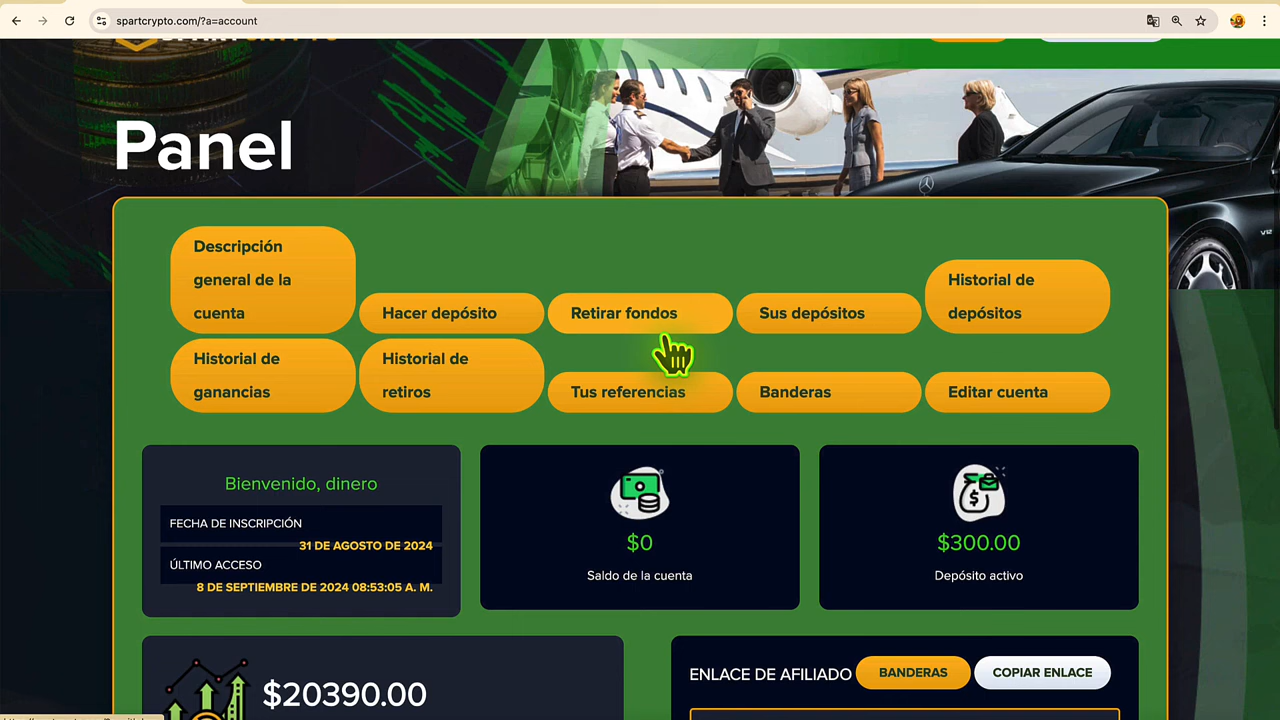 spartcrypto.com/?a=account
Panel
Descripción
general de la
cuenta
Hacer depósito
Retirar fondos
Sus depósitos
Historial de
depósitos
Historial de
ganancias
Historial de
retiros
Tus referencias
Banderas
Editar cuenta
Bienvenido, dinero
FECHA DE INSCRIPCIÓN
31 DE AGOSTO DE 2024
ÚLTIMO ACCESO
8 DE SEPTIEMBRE DE 2024 08:53:05 A. M.
$0
Saldo de la cuenta
$300.00
Depósito activo
$20390.00
ENLACE DE AFILIADO
BANDERAS
COPIAR ENLACE